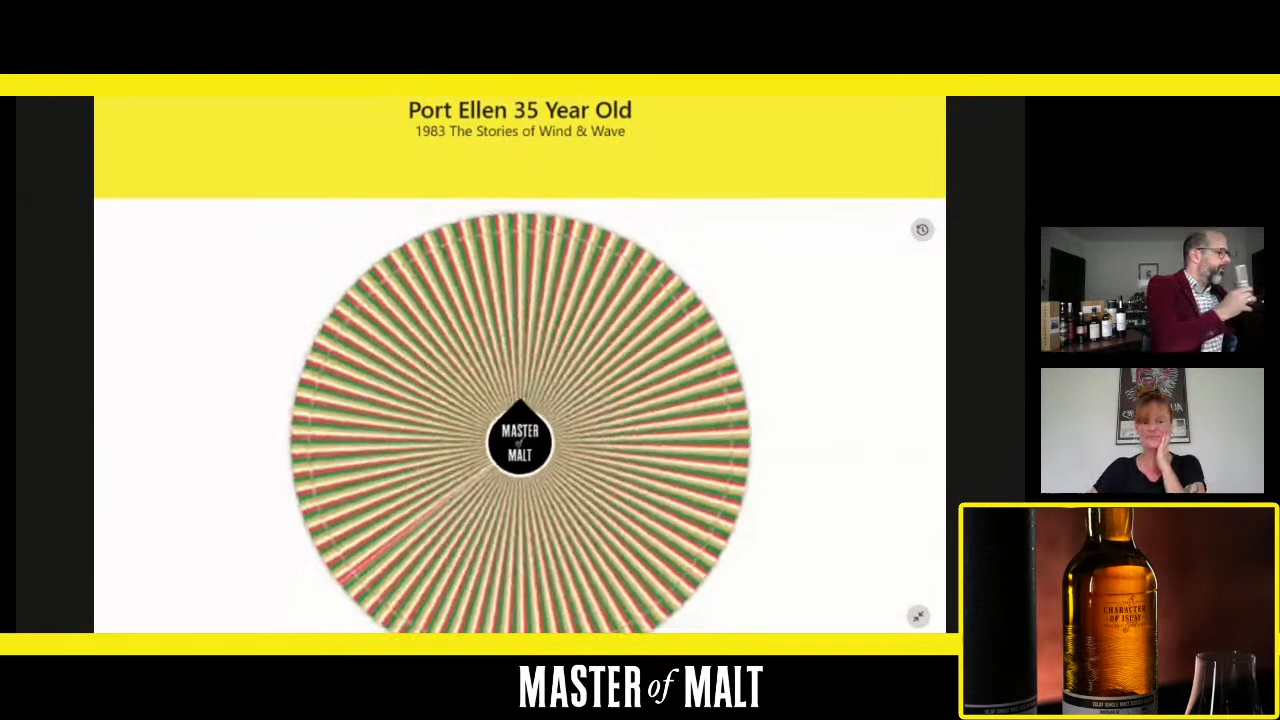 Port Ellen 35 Year Old
1983 The Stories of Wind & Wave
MASTER
of
MALT
THE
CHARACTER
OF ISLAY
MASTER of MALT